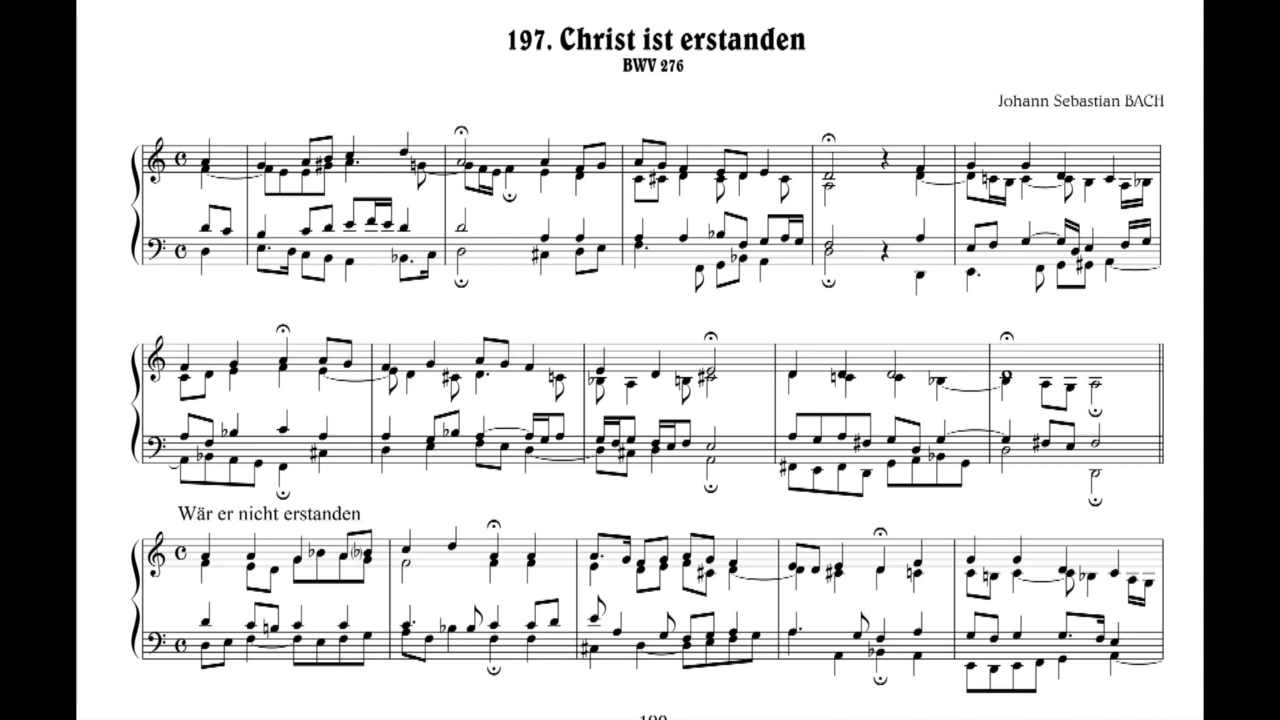 197. Christ ist erstanden
BWV 276
Johann Sebastian BACH
Wär er nicht erstanden